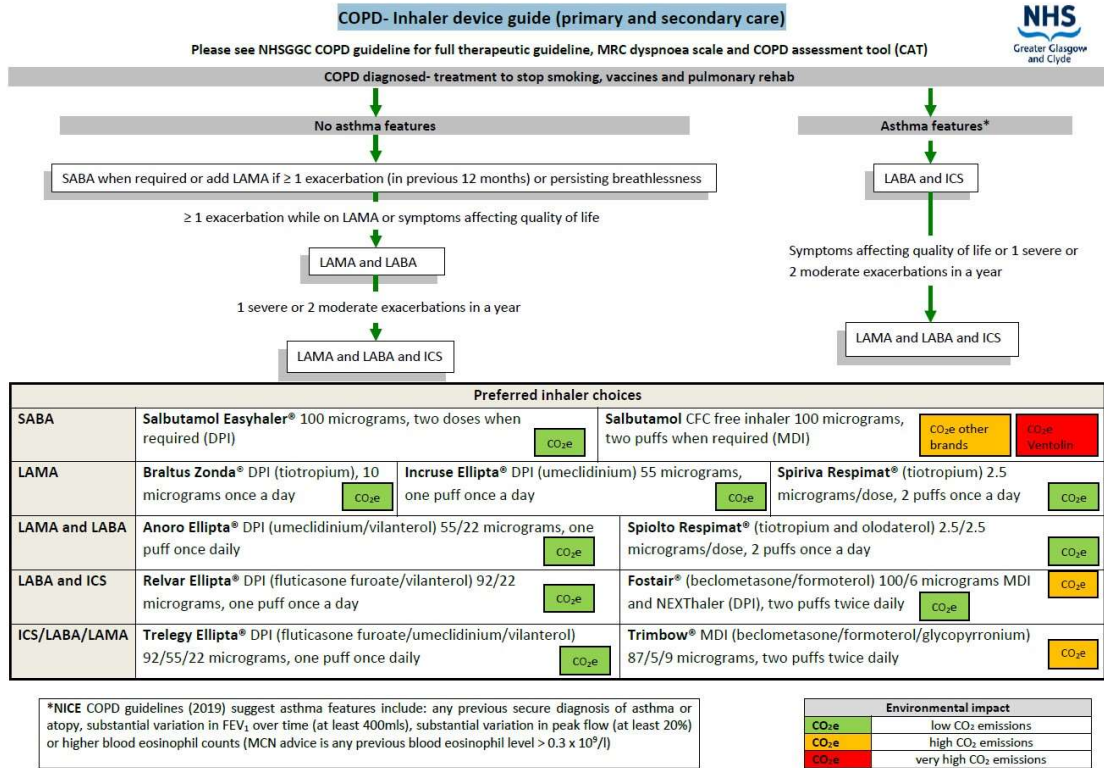 COPD- Inhaler device guide (primary and secondary care)
NHS
Greater Glasgow
and Clyde
Please see NHSGGC COPD guideline for full therapeutic guideline, MRC dyspnoea scale and COPD assessment tool (CAT)
COPD diagnosed- treatment to stop smoking, vaccines and pulmonary rehab
No asthma features
Asthma features*
SABA when required or add LAMA if ≥ 1 exacerbation (in previous 12 months) or persisting breathlessness
LABA and ICS
≥ 1 exacerbation while on LAMA or symptoms affecting quality of life
Symptoms affecting quality of life or 1 severe or
2 moderate exacerbations in a year
LAMA and LABA
1 severe or 2 moderate exacerbations in a year
LAMA and LABA and ICS
LAMA and LABA and ICS
Preferred inhaler choices
SABA
Salbutamol Easyhaler® 100 micrograms, two doses when
required (DPI)
CO₂e
Salbutamol CFC free inhaler 100 micrograms,
two puffs when required (MDI)
CO₂e other
brands
CO₂e
Ventolin
LAMA
Braltus Zonda® DPI (tiotropium), 10
micrograms once a day
CO₂e
Incruse Ellipta® DPI (umeclidinium) 55 micrograms,
one puff once a day
CO₂e
Spiriva Respimat® (tiotropium) 2.5
micrograms/dose, 2 puffs once a day
CO₂e
LAMA and LABA
Anoro Ellipta® DPI (umeclidinium/vilanterol) 55/22 micrograms, one
puff once daily
CO₂e
Spiolto Respimat® (tiotropium and olodaterol) 2.5/2.5
micrograms/dose, 2 puffs once a day
CO₂e
LABA and ICS
Relvar Ellipta® DPI (fluticasone furoate/vilanterol) 92/22
micrograms, one puff once a day
CO₂e
Fostair® (beclometasone/formoterol) 100/6 micrograms MDI
and NEXThaler (DPI), two puffs twice daily
CO₂e
CO₂e
ICS/LABA/LAMA
Trelegy Ellipta® DPI (fluticasone furoate/umeclidinium/vilanterol)
92/55/22 micrograms, one puff once daily
CO₂e
Trimbow® MDI (beclometasone/formoterol/glycopyrronium)
87/5/9 micrograms, two puffs twice daily
CO₂e
*NICE COPD guidelines (2019) suggest asthma features include: any previous secure diagnosis of asthma or
atopy, substantial variation in FEV₁ over time (at least 400mls), substantial variation in peak flow (at least 20%)
or higher blood eosinophil counts (MCN advice is any previous blood eosinophil level > 0.3 x 10⁹/l)
Environmental impact
CO₂e low CO₂ emissions
CO₂e high CO₂ emissions
CO₂e very high CO₂ emissions